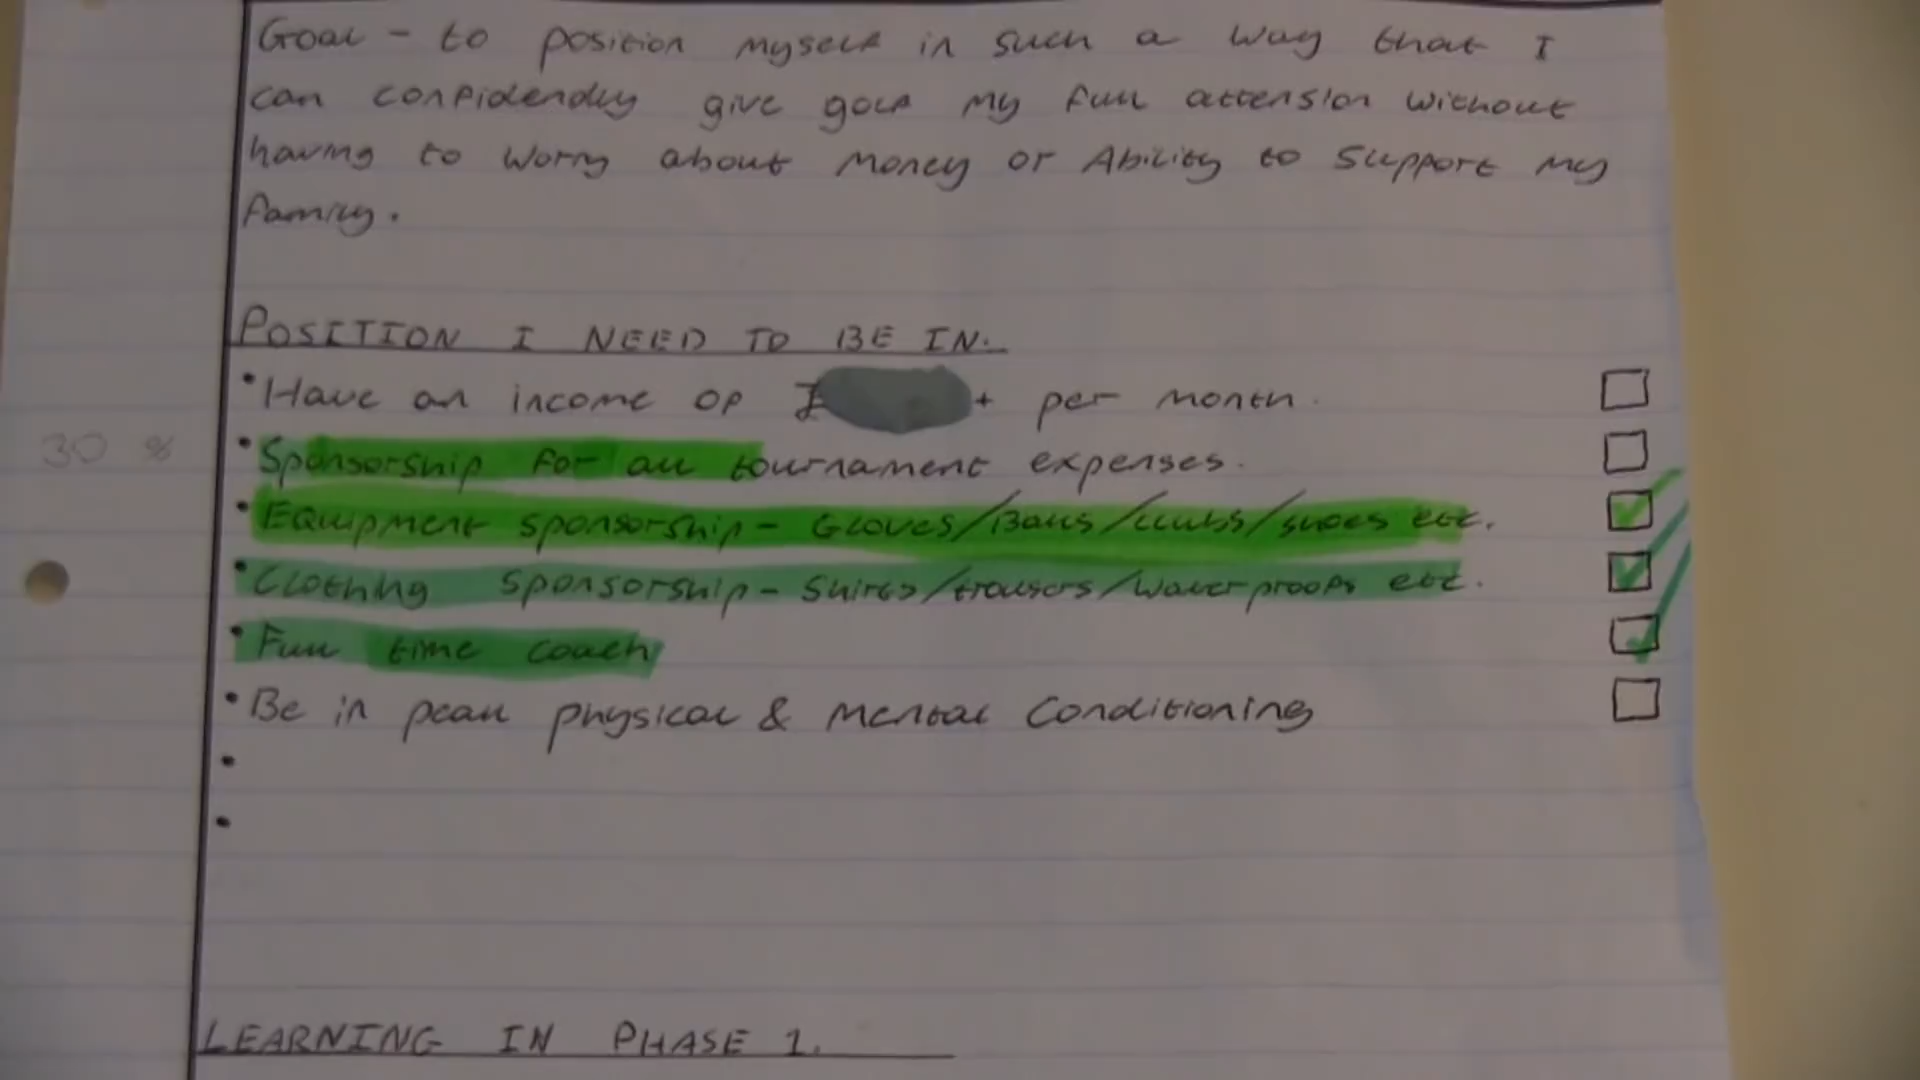 Goal - to position myself in such a way that I
can confidendly give golf my full attension without
having to worry about money or Ability to support my
family.
POSITION I NEED TO BE IN.
• Have an income of £ + per month.
30 %
• Sponsorship for all tournament expenses.
• Equipment sponsorship - Gloves/Balls/clubs/shoes etc.
• Clothing sponsorship - Shirts/trousers/waterproofs etc.
• Full time coach
• Be in peak physical & mental conditioning
LEARNING IN PHASE 1.